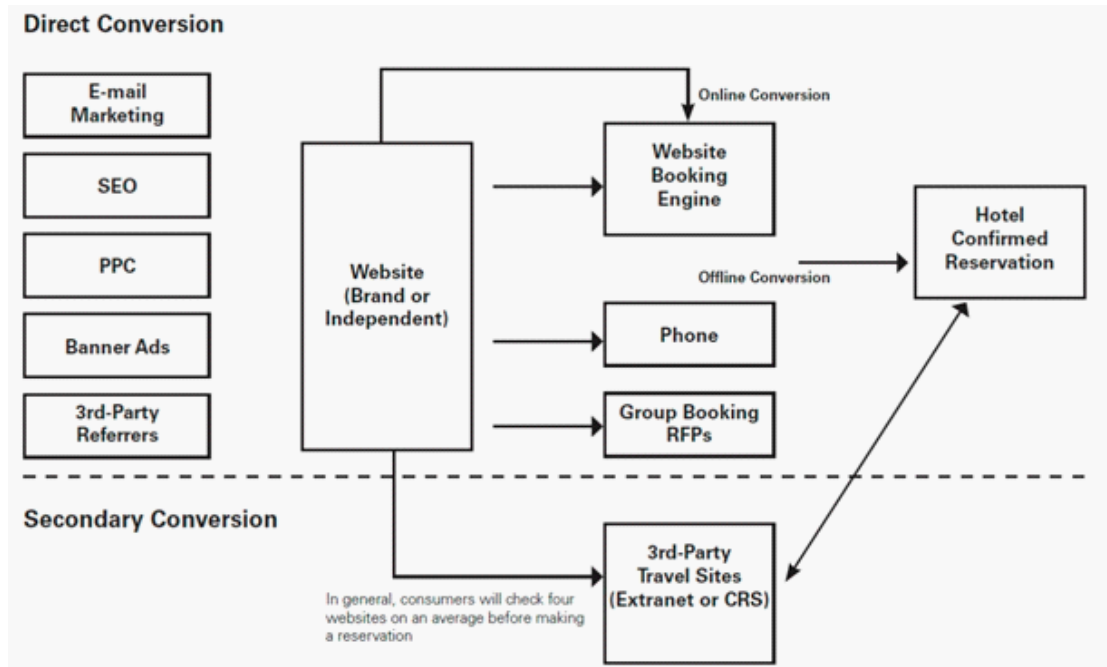 Direct Conversion
E-mail
Marketing
SEO
PPC
Banner Ads
3rd-Party
Referrers
Website
(Brand or
Independent)
Online Conversion
Website
Booking
Engine
Offline Conversion
Phone
Group Booking
RFPs
Hotel
Confirmed
Reservation
Secondary Conversion
In general, consumers will check four
websites on an average before making
a reservation
3rd-Party
Travel Sites
(Extranet or CRS)